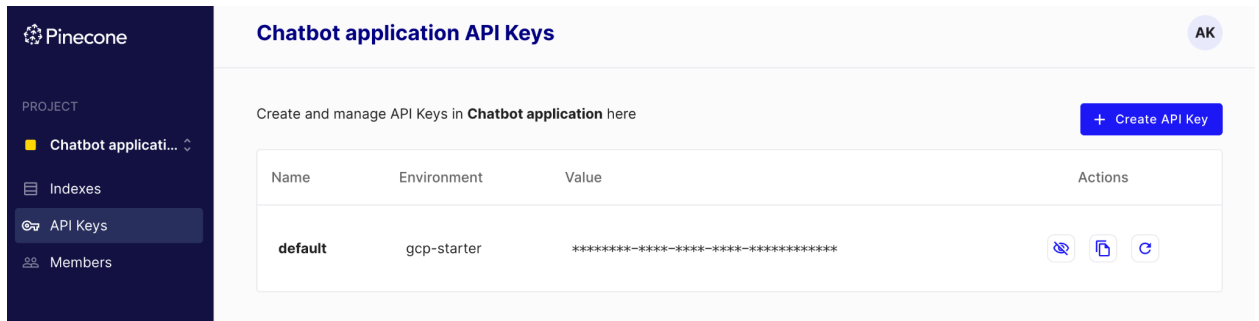 Pinecone
PROJECT
Chatbot applicati...
Indexes
API Keys
Members
Chatbot application API Keys
AK
Create and manage API Keys in Chatbot application here
+ Create API Key
Name Environment Value Actions
default gcp-starter ********-****-****-****-************